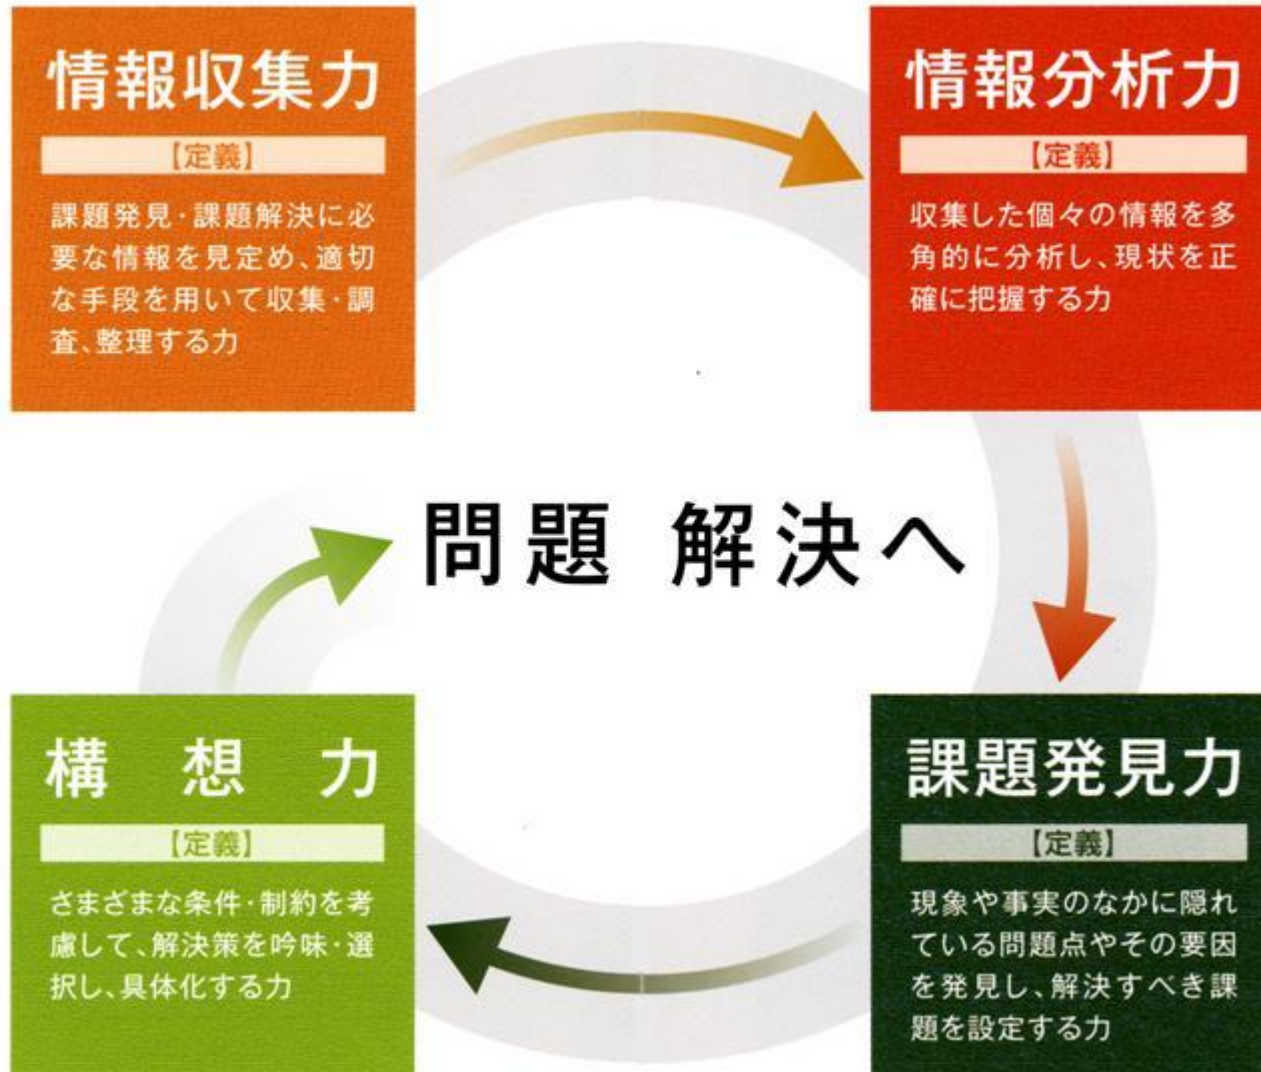 情報収集力
【定義】
課題発見・課題解決に必
要な情報を見定め、適切
な手段を用いて収集・調
査、整理する力
情報分析力
【定義】
収集した個々の情報を多
角的に分析し、現状を正
確に把握する力
問題 解決へ
構想力
【定義】
さまざまな条件・制約を考
慮して、解決策を吟味・選
択し、具体化する力
課題発見力
【定義】
現象や事実のなかに隠れ
ている問題点やその要因
を発見し、解決すべき課
題を設定する力